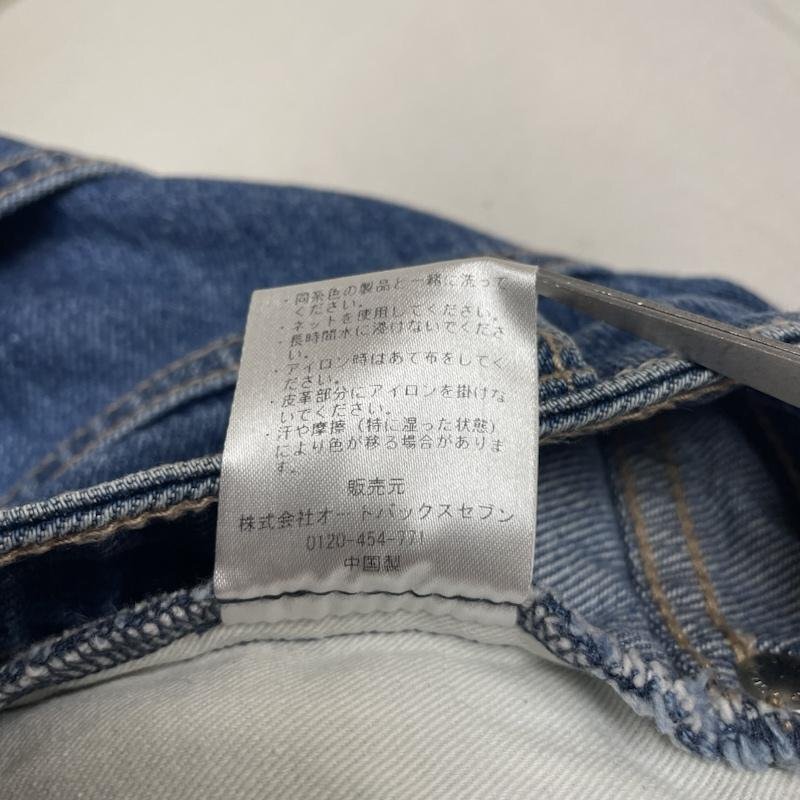 ・同系色の製品と一緒に洗って
ください。
・ネットを使用してください。
・長時間水に浸けないでくださ
い。
・アイロン時はあて布をしてく
ださい。
・皮革部分にアイロンを掛けな
いでください。
・汗や摩擦（特に湿った状態）
により色が移る場合がありま
す。
販売元
株式会社オートバックスセブン
0120-454-771
中国製